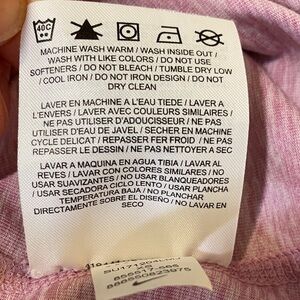 40C
MACHINE WASH WARM / WASH INSIDE OUT /
WASH WITH LIKE COLORS / DO NOT USE
SOFTENERS / DO NOT BLEACH / TUMBLE DRY LOW
/ COOL IRON / DO NOT IRON DESIGN / DO NOT
DRY CLEAN
LAVER EN MACHINE A L'EAU TIEDE / LAVER A
L'ENVERS / LAVER AVEC COULEURS SIMILAIRES /
NE PAS UTILISER D'ADOUCISSEUR / NE PAS
UTILISER D'EAU DE JAVEL / SECHER MACHINE
CYCLE DELICAT / REPASSER FER FROID / NE PAS
REPASSER LE DESSIN / NE PAS NETTOYER A SEC
LAVAR A MAQUINA EN AGUA TIBIA / LAVAR AL
REVES / LAVAR CON COLORES SIMILARES / NO
USAR SUAVIZANTES / NO USAR BLANQUEADORES
/ USAR SECADORA CICLO LENTO / USAR PLANCHA
TEMPERATURA BAJA / NO PLANCHAR
DIRECTAMENTE SOBRE EL DISENO / NO LAVAR EN
SECO